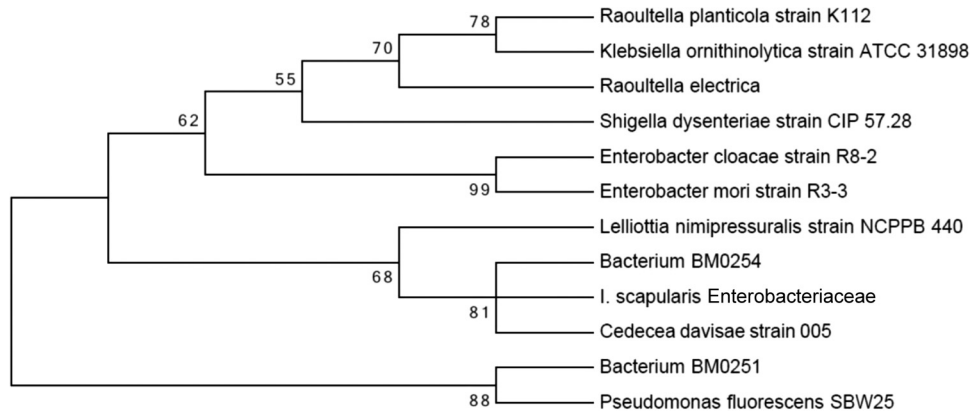 78
Raoultella planticola strain K112
70
Klebsiella ornithinolytica strain ATCC 31898
55
Raoultella electrica
62
Shigella dysenteriae strain CIP 57.28
Enterobacter cloacae strain R8-2
99
Enterobacter mori strain R3-3
Lelliottia nimipressuralis strain NCPPB 440
68
Bacterium BM0254
I. scapularis Enterobacteriaceae
81
Cedecea davisae strain 005
Bacterium BM0251
88
Pseudomonas fluorescens SBW25